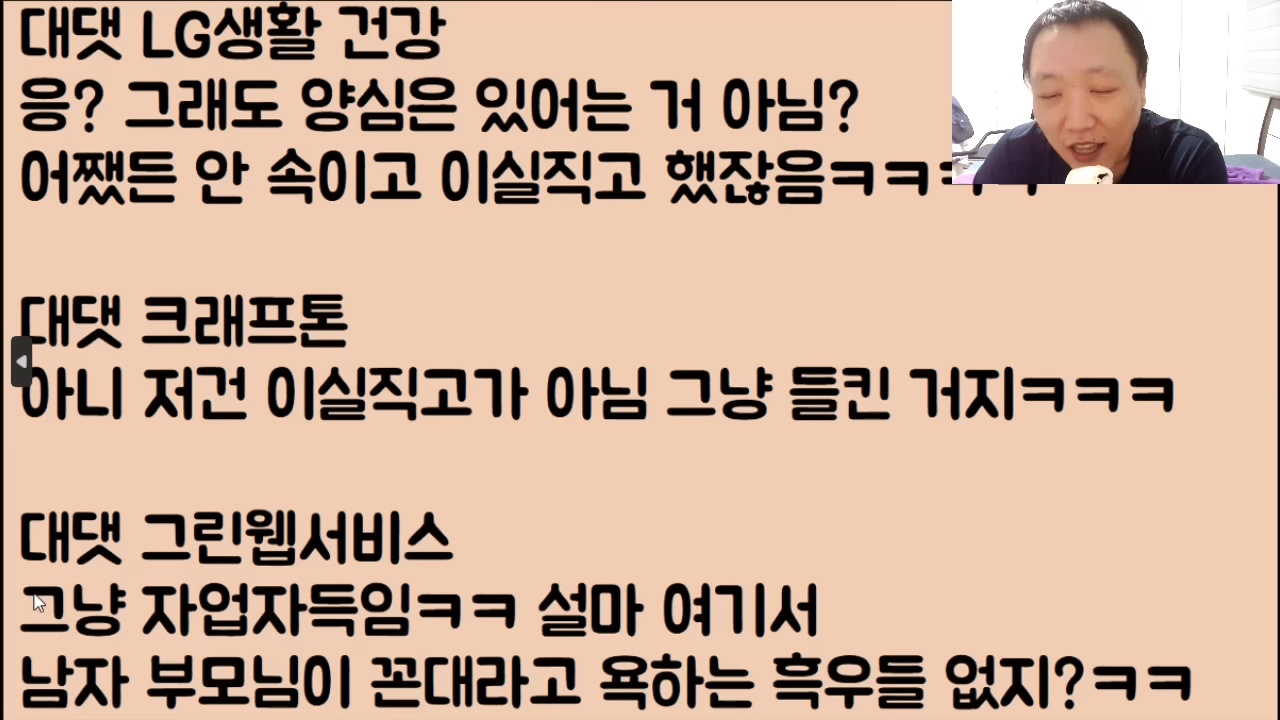 대댓 LG생활 건강
응? 그래도 양심은 있어는 거 아님?
어쨌든 안 속이고 이실직고 했잖음ㅋㅋㅋㅋ
대댓 크래프톤
아니 저건 이실직고가 아님 그냥 들킨 거지ㅋㅋㅋ
대댓 그린웹서비스
그냥 자업자득임ㅋㅋ 설마 여기서
남자 부모님이 꼰대라고 욕하는 흑우들 없지?ㅋㅋ